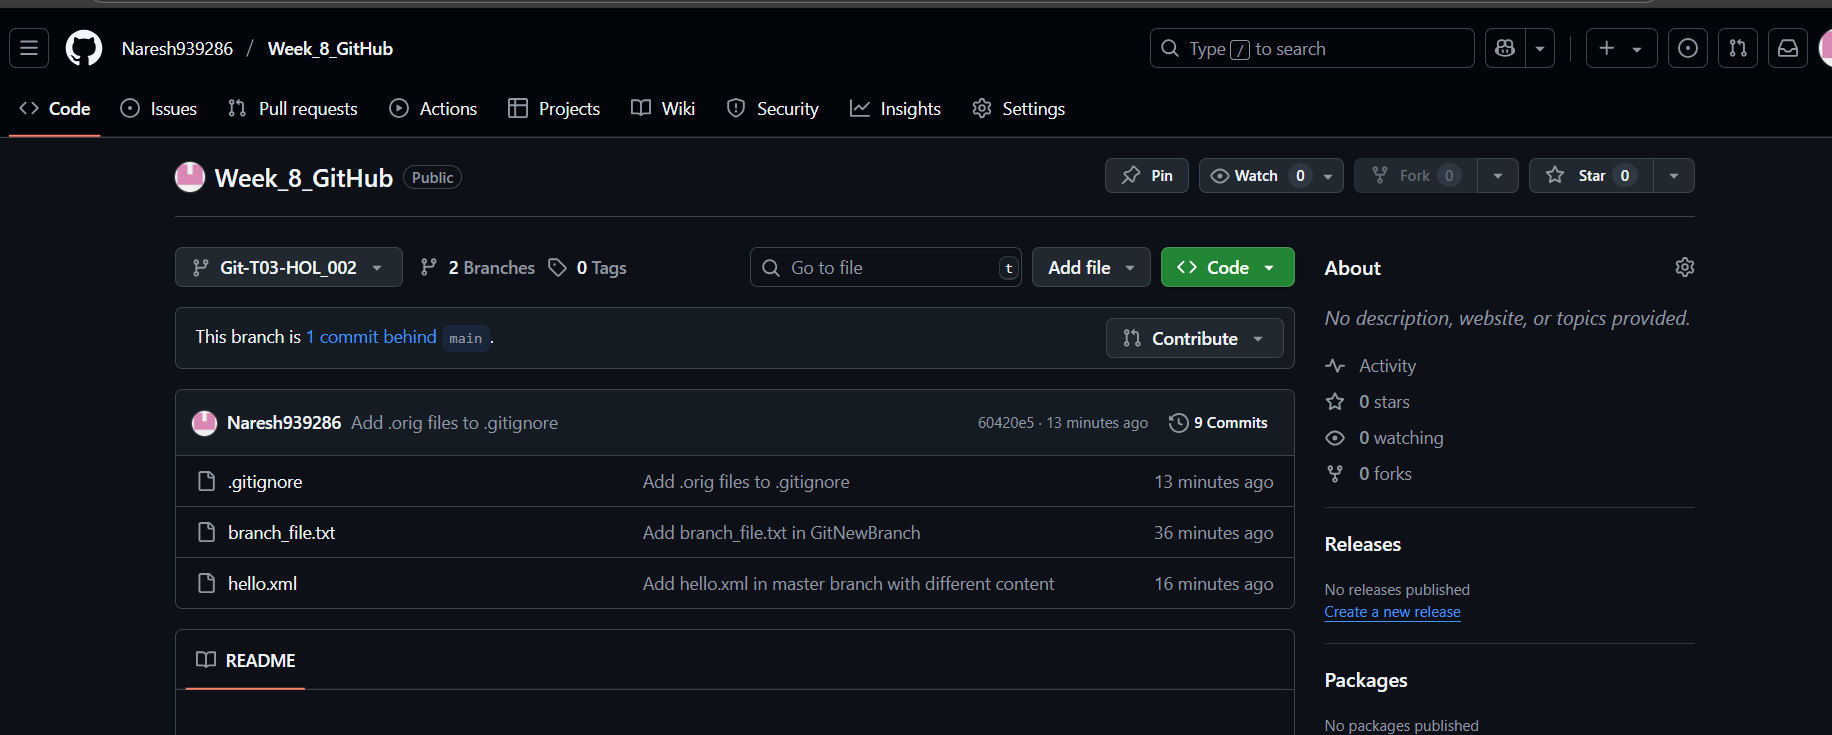 Naresh939286 / Week_8_GitHub
Type / to search
Code Issues Pull requests Actions Projects Wiki Security Insights Settings
Week_8_GitHub Public
Pin Watch 0 Fork 0 Star 0
Git-T03-HOL_002 2 Branches 0 Tags
Go to file t Add file Code
This branch is 1 commit behind main .
Contribute
Naresh939286 Add .orig files to .gitignore 60420e5 · 13 minutes ago 9 Commits
.gitignore Add .orig files to .gitignore 13 minutes ago
branch_file.txt Add branch_file.txt in GitNewBranch 36 minutes ago
hello.xml Add hello.xml in master branch with different content 16 minutes ago
README
About
No description, website, or topics provided.
Activity
0 stars
0 watching
0 forks
Releases
No releases published
Create a new release
Packages
No packages published